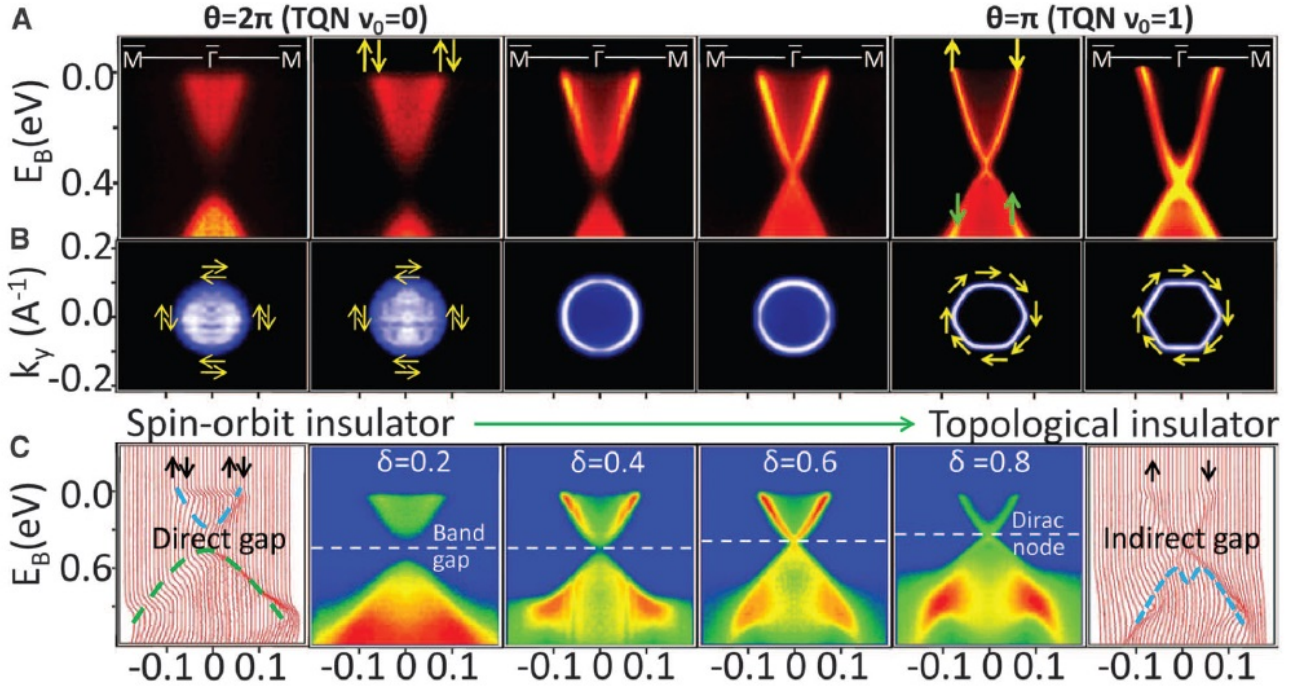 A θ=2π (TQN ν₀=0) θ=π (TQN ν₀=1)
M̅ Γ̅ M̅ M̅ Γ̅ M̅ M̅ Γ̅ M̅ M̅ Γ̅ M̅ M̅ Γ̅ M̅ M̅ Γ̅ M̅
E_B(eV)
0.0
0.4
B
k_y (A⁻¹)
0.2
0.0
-0.2
Spin-orbit insulator Topological insulator
C
δ=0.2 δ=0.4 δ=0.6 δ=0.8
E_B(eV)
0.0
0.6
Direct gap
Band
gap
Dirac
node
Indirect gap
-0.1 0 0.1 -0.1 0 0.1 -0.1 0 0.1 -0.1 0 0.1 -0.1 0 0.1 -0.1 0 0.1